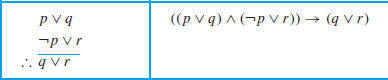 p ∨ q
¬p ∨ r
∴ q ∨ r
((p ∨ q) ∧ (¬p ∨ r)) → (q ∨ r)